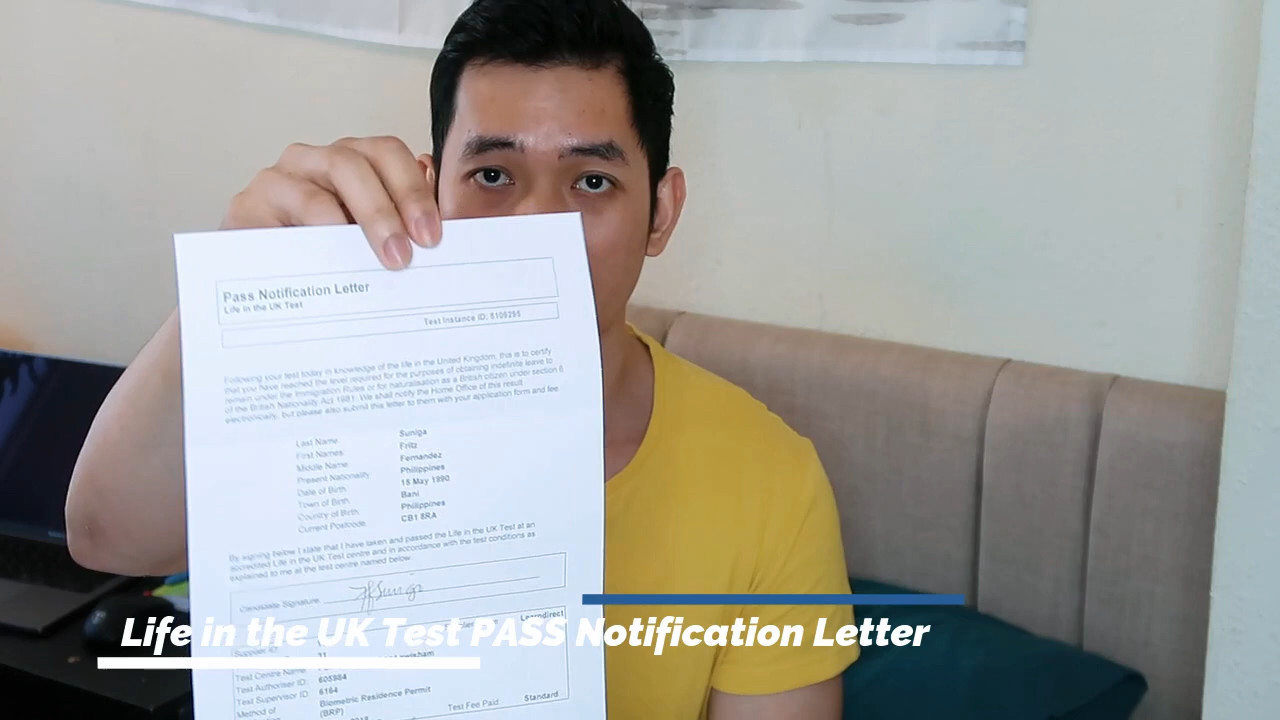 Pass Notification Letter
Life in the UK Test
Test Instance ID: 5109295
Following your test today in knowledge of the life in the United Kingdom, this is to certify
that you have reached the level required for the purposes of obtaining indefinite leave to
remain under the Immigration Rules or for naturalisation as a British citizen under section 6
of the British Nationality Act 1981. We shall notify the Home Office of this result
electronically, but please also submit this letter to them with your application form and fee.
Last Name Suniga
First Names Fritz
Middle Name Fernandez
Present Nationality Philippines
Date of Birth 15 May 1990
Town of Birth Bani
Country of Birth Philippines
Current Postcode CB1 8RA
By signing below I state that I have taken and passed the Life in the UK Test at an
accredited Life in the UK Test centre and in accordance with the test conditions as
explained to me at the test centre named below.
Candidate Signature
Learndirect
Life in the UK Test PASS Notification Letter
Supplier ID
Test Centre Name
Test Authoriser ID: 605884
Test Supervisor ID 6164
Method of Biometric Residence Permit
(BRP) Test Fee Paid: Standard